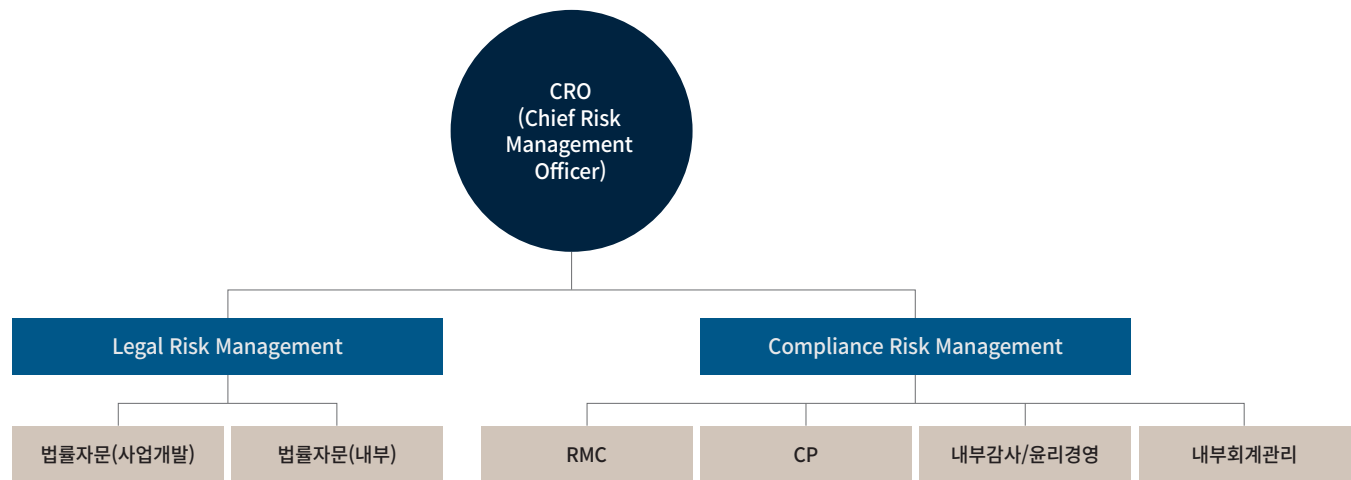 CRO
(Chief Risk
Management
Officer)
Legal Risk Management
Compliance Risk Management
법률자문(사업개발)
법률자문(내부)
RMC
CP
내부감사/윤리경영
내부회계관리